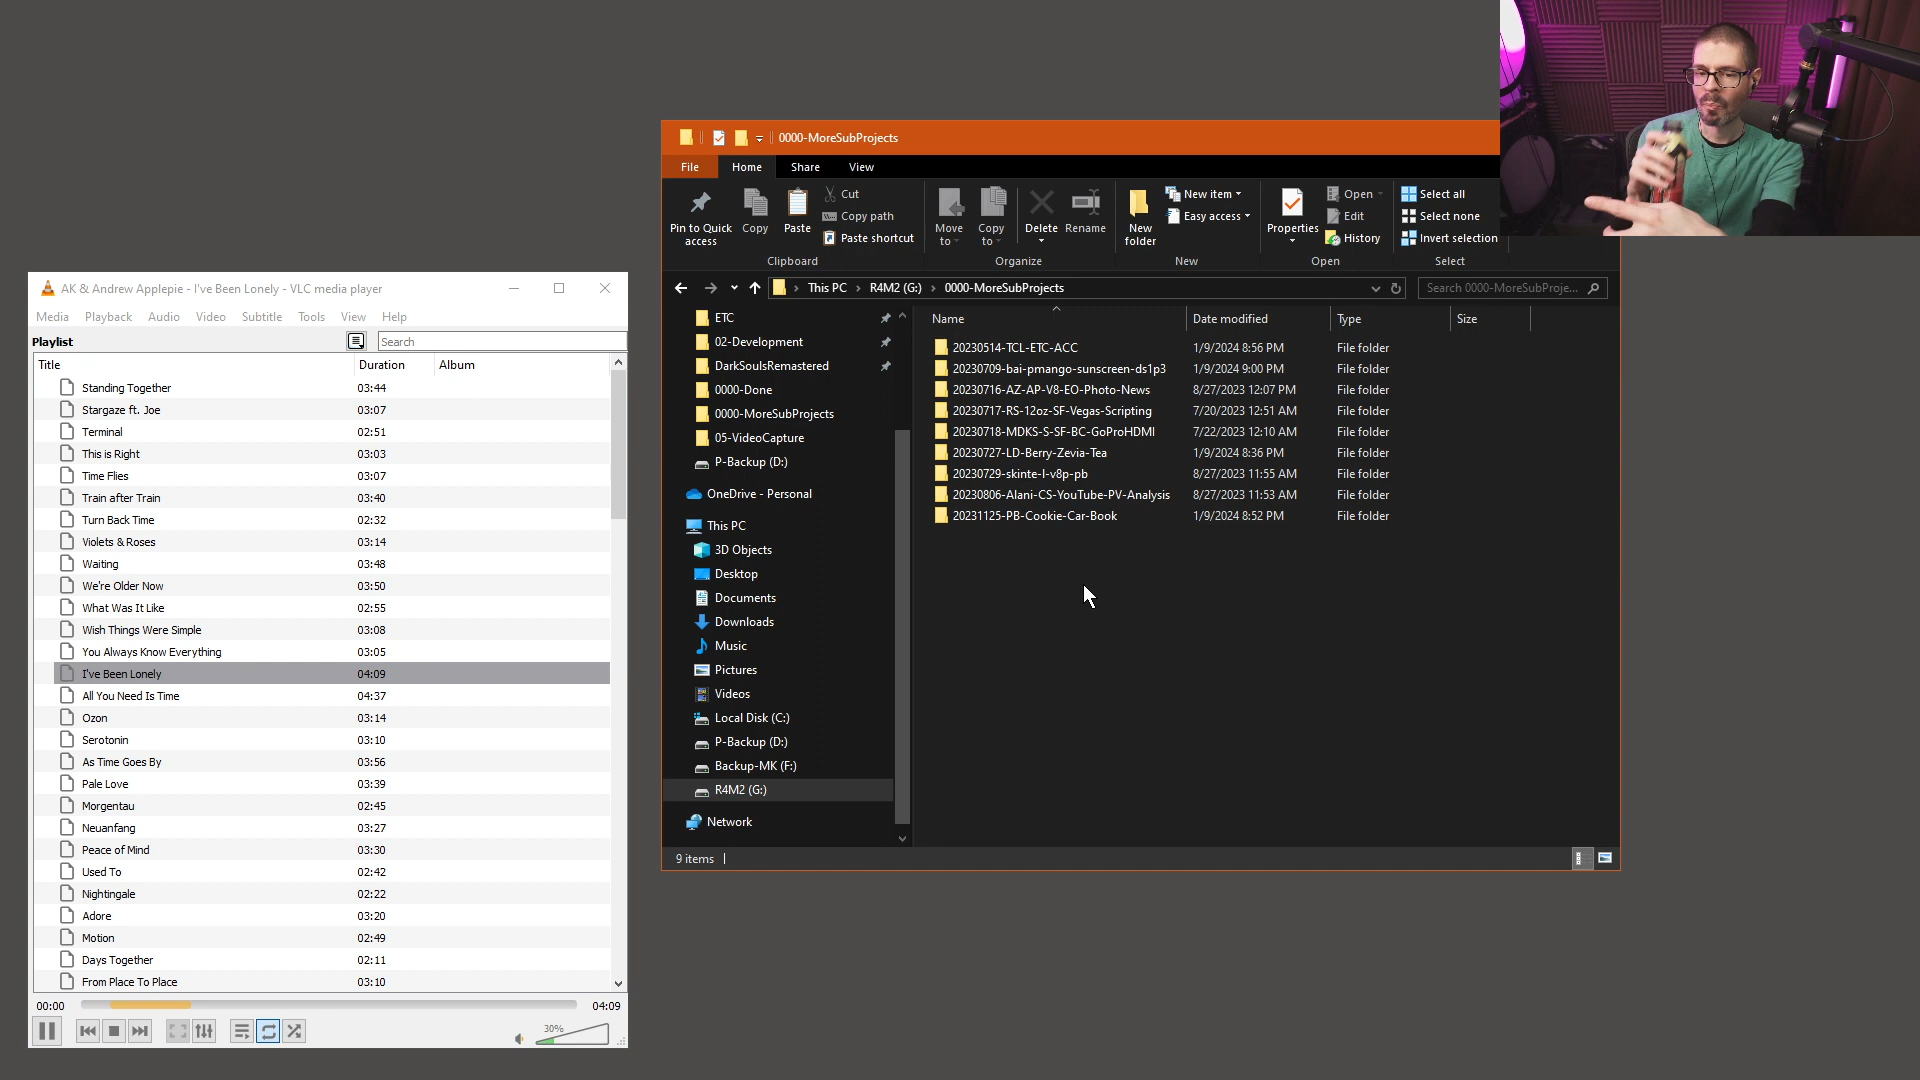 AK & Andrew Applepie - I've Been Lonely - VLC media player
Media Playback Audio Video Subtitle Tools View Help
Playlist
Search
Title Duration Album
Standing Together 03:44
Stargaze ft. Joe 03:07
Terminal 02:51
This is Right 03:03
Time Flies 03:07
Train after Train 03:40
Turn Back Time 02:32
Violets & Roses 03:14
Waiting 03:48
We're Older Now 03:50
What Was It Like 02:55
Wish Things Were Simple 03:08
You Always Know Everything 03:05
I've Been Lonely 04:09
All You Need Is Time 04:37
Ozon 03:14
Serotonin 03:10
As Time Goes By 03:56
Pale Love 03:39
Morgentau 02:45
Neuanfang 03:27
Peace of Mind 03:30
Used To 02:42
Nightingale 02:22
Adore 03:20
Motion 02:49
Days Together 02:11
From Place To Place 03:10
00:00 04:09
30%
0000-MoreSubProjects
File Home Share View
Pin to Quick access
Copy
Paste
Cut
Copy path
Paste shortcut
Clipboard
Move to
Copy to
Delete
Rename
Organize
New folder
New item
Easy access
New
Properties
Open
Edit
History
Open
Select all
Select none
Invert selection
Select
This PC R4M2 (G:) 0000-MoreSubProjects
Search 0000-MoreSubProje...
ETC
02-Development
DarkSoulsRemastered
0000-Done
0000-MoreSubProjects
05-VideoCapture
P-Backup (D:)
OneDrive - Personal
This PC
3D Objects
Desktop
Documents
Downloads
Music
Pictures
Videos
Local Disk (C:)
P-Backup (D:)
Backup-MK (F:)
R4M2 (G:)
Network
Name Date modified Type Size
20230514-TCL-ETC-ACC 1/9/2024 8:56 PM File folder
20230709-bai-pmango-sunscreen-ds1p3 1/9/2024 9:00 PM File folder
20230716-AZ-AP-V8-EO-Photo-News 8/27/2023 12:07 PM File folder
20230717-RS-12oz-SF-Vegas-Scripting 7/20/2023 12:51 AM File folder
20230718-MDKS-S-SF-BC-GoProHDMI 7/22/2023 12:10 AM File folder
20230727-LD-Berry-Zevia-Tea 1/9/2024 8:36 PM File folder
20230729-skinte-l-v8p-pb 8/27/2023 11:55 AM File folder
20230806-Alani-CS-YouTube-PV-Analysis 8/27/2023 11:53 AM File folder
20231125-PB-Cookie-Car-Book 1/9/2024 8:52 PM File folder
9 items